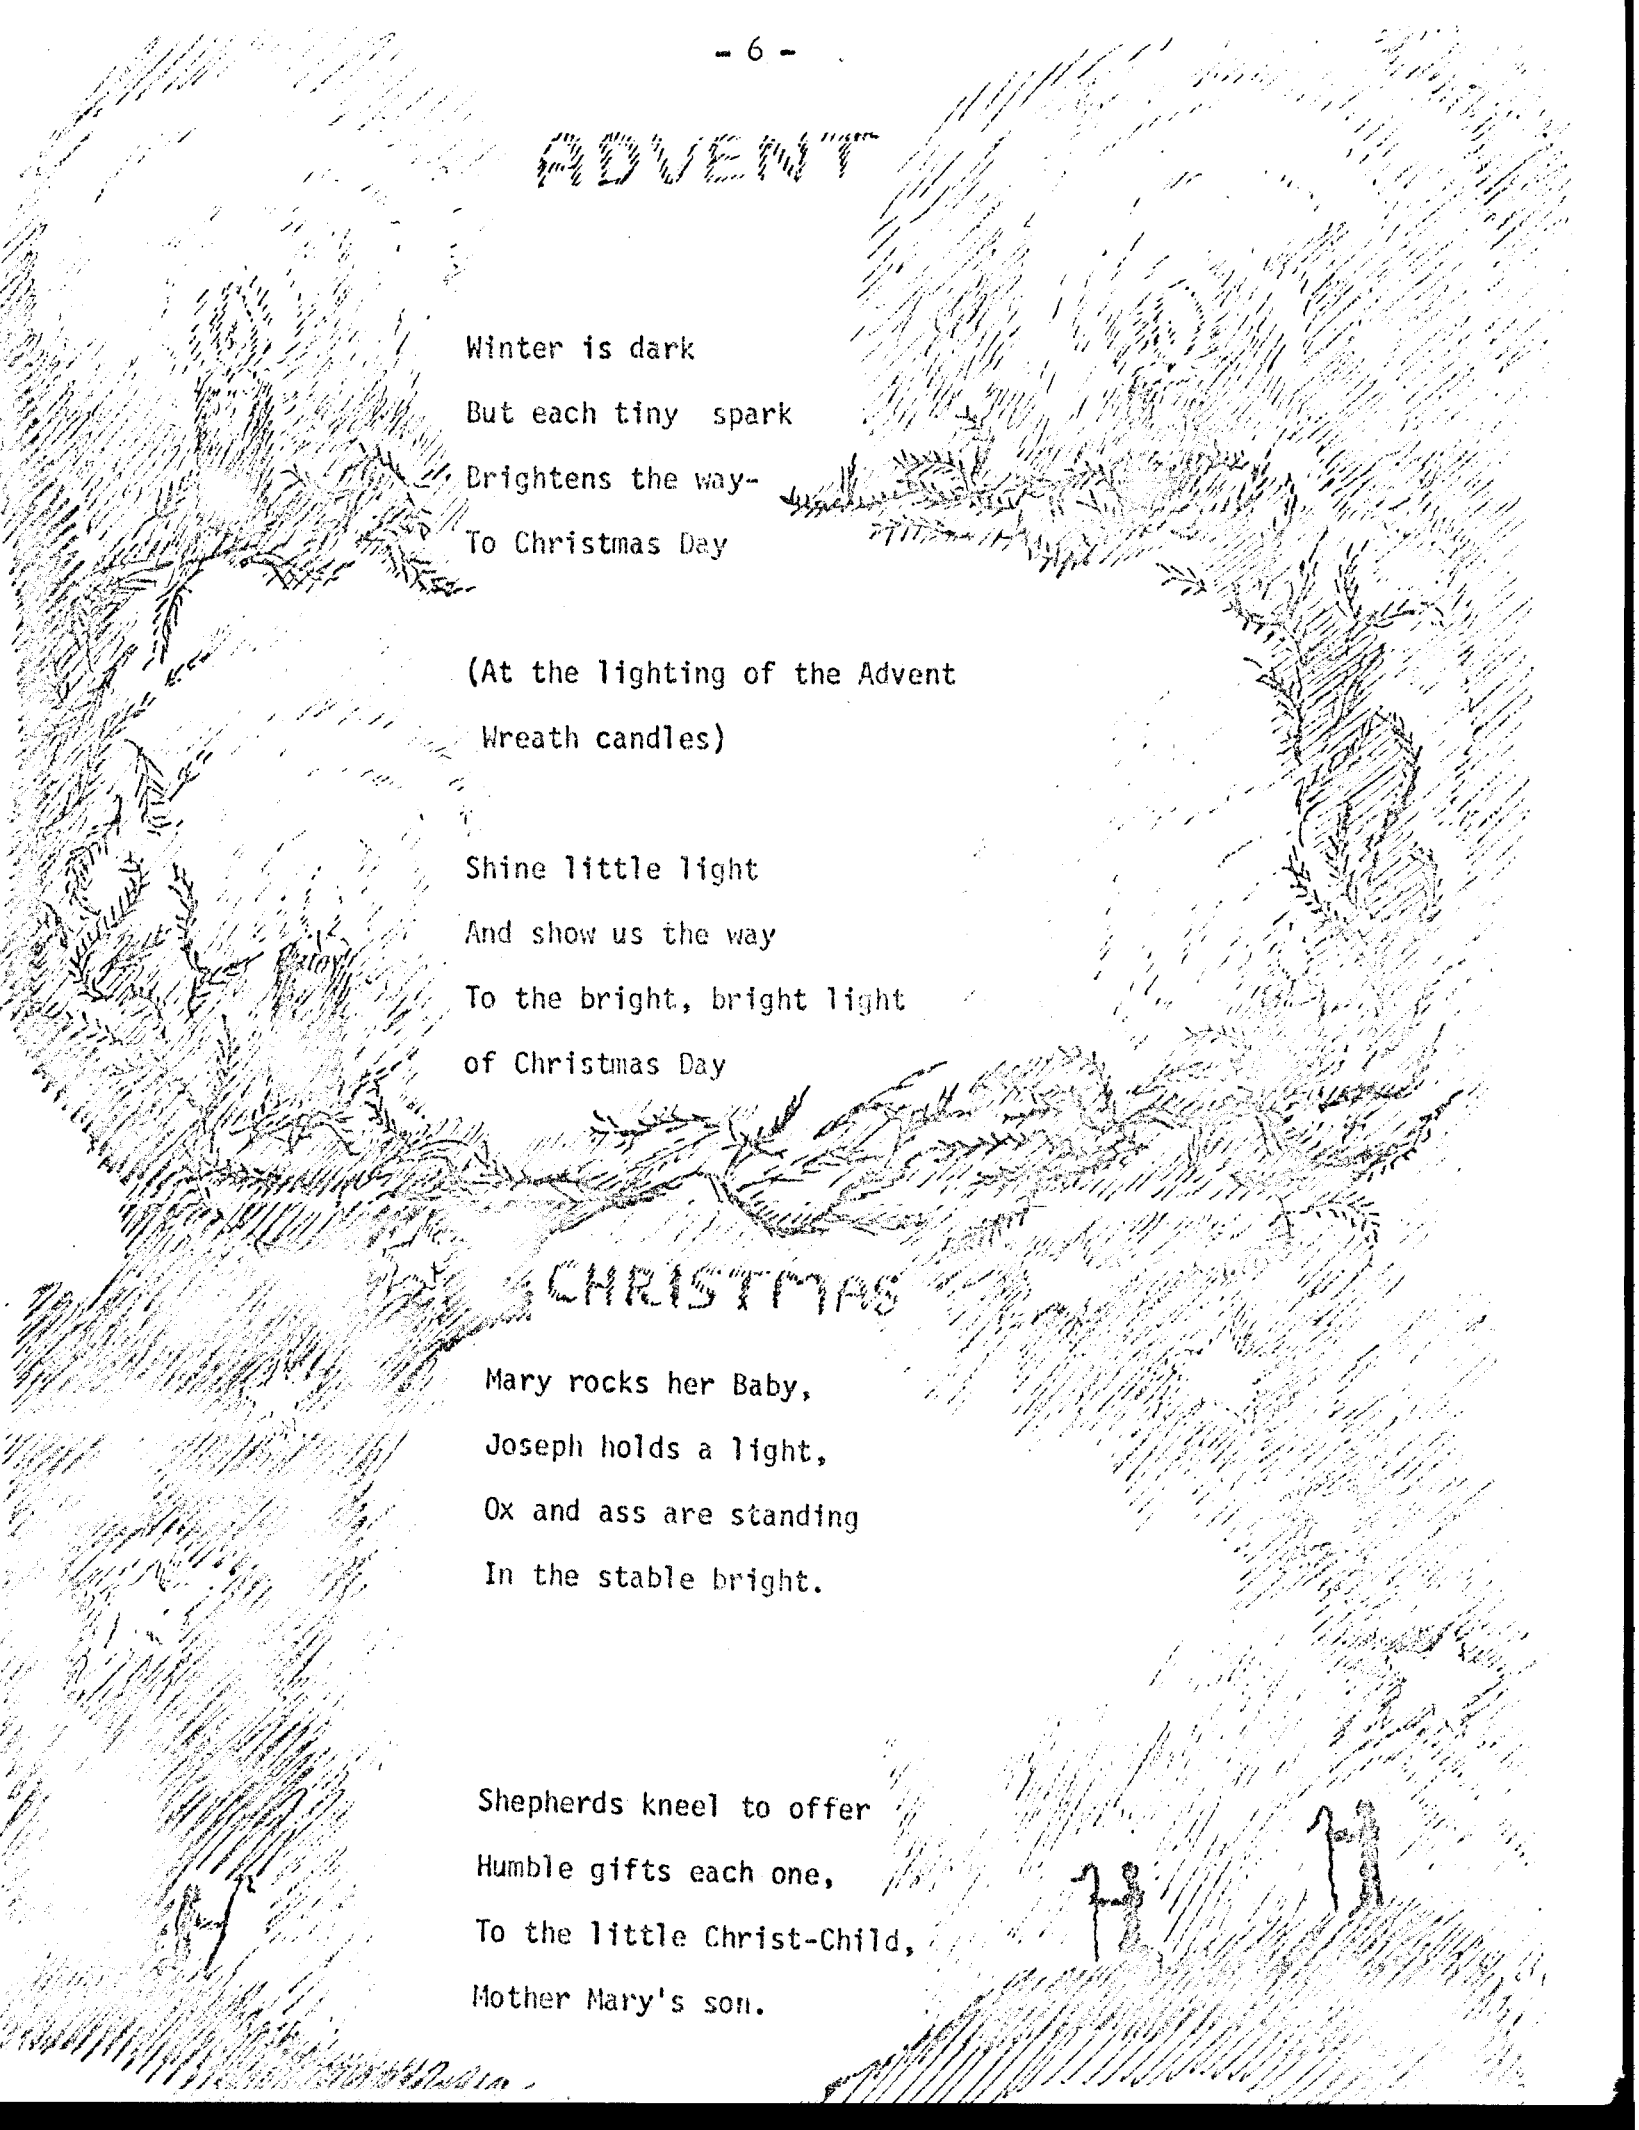 - 6 -
ADVENT
Winter is dark
But each tiny spark
Brightens the way-
To Christmas Day
(At the lighting of the Advent
Wreath candles)
Shine little light
And show us the way
To the bright, bright light
of Christmas Day
CHRISTMAS
Mary rocks her Baby,
Joseph holds a light,
Ox and ass are standing
In the stable bright.
Shepherds kneel to offer
Humble gifts each one,
To the little Christ-Child,
Mother Mary's son.